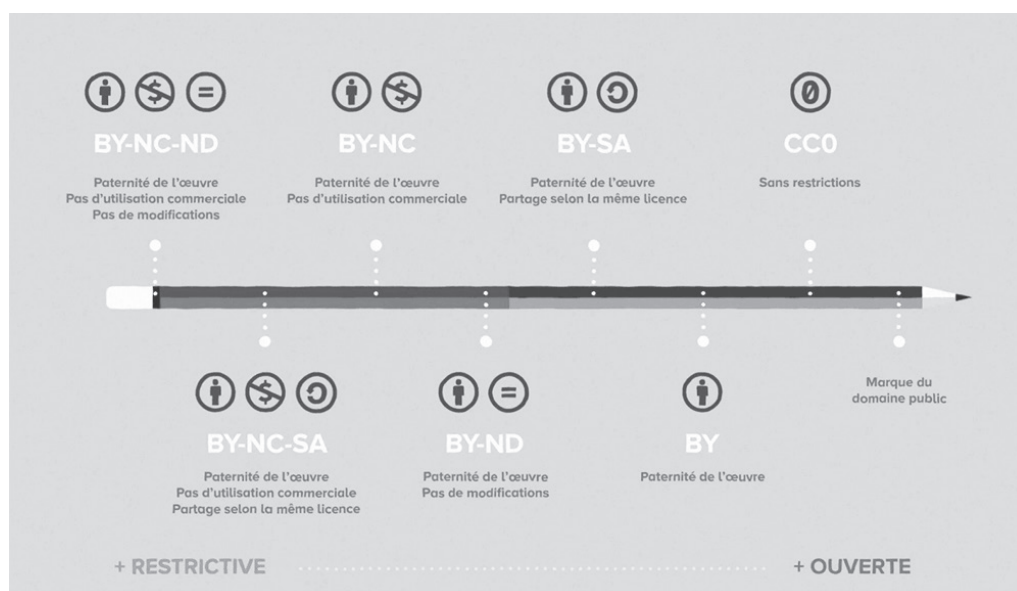 BY-NC-ND
Paternité de l'œuvre
Pas d'utilisation commerciale
Pas de modifications
BY-NC
Paternité de l'œuvre
Pas d'utilisation commerciale
BY-SA
Paternité de l'œuvre
Partage selon la même licence
CC0
Sans restrictions
BY-NC-SA
Paternité de l'œuvre
Pas d'utilisation commerciale
Partage selon la même licence
BY-ND
Paternité de l'œuvre
Pas de modifications
BY
Paternité de l'œuvre
Marque du
domaine public
+ RESTRICTIVE
+ OUVERTE